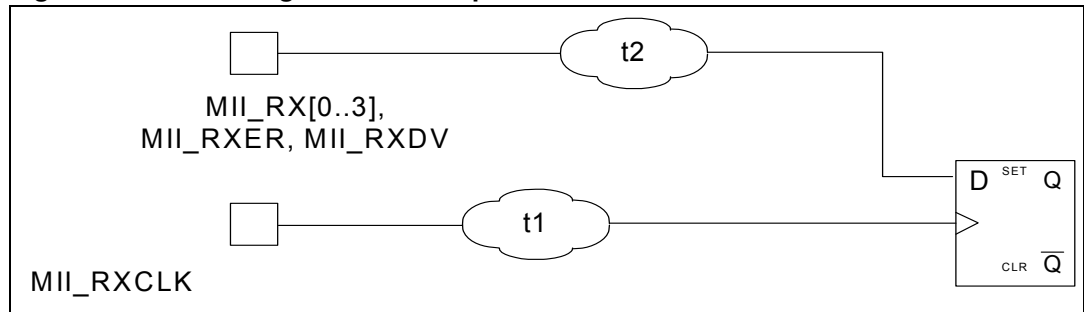 t2
MII_RX[0..3],
MII_RXER, MII_RXDV
D SET Q
t1
CLR Q̅
MII_RXCLK